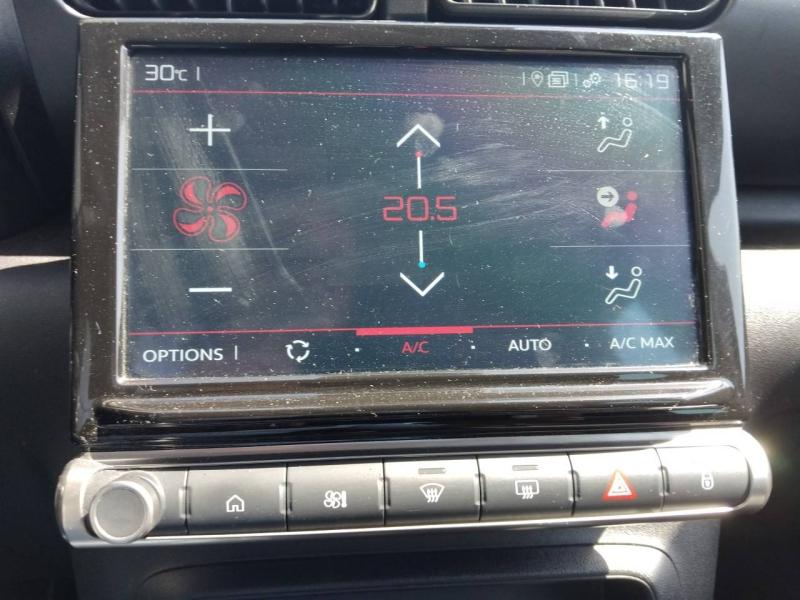 30°C
16:19
20.5
OPTIONS A/C AUTO A/C MAX